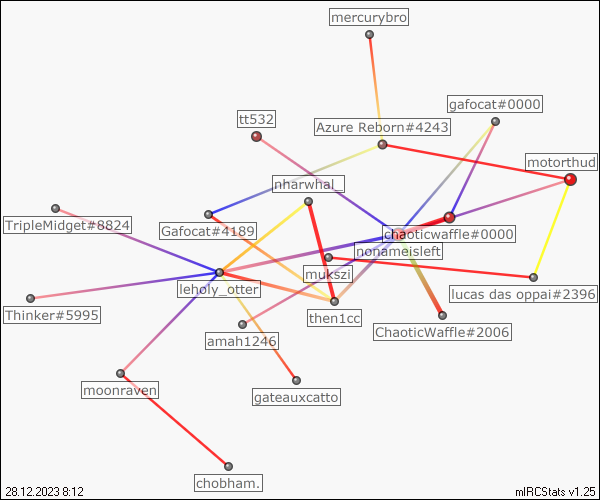 mercurybro
gafocat#0000
tt532
Azure Reborn#4243
motorthud
nharwhal_
TripleMidget#8824
Gafocat#4189
chaoticwaffle#0000
nonameisleft
mukszi
leholy_otter
lucas das oppai#2396
Thinker#5995
then1cc
ChaoticWaffle#2006
amah1246
moonraven
gateauxcatto
chobham.
28.12.2023 8:12
mIRCStats v1.25